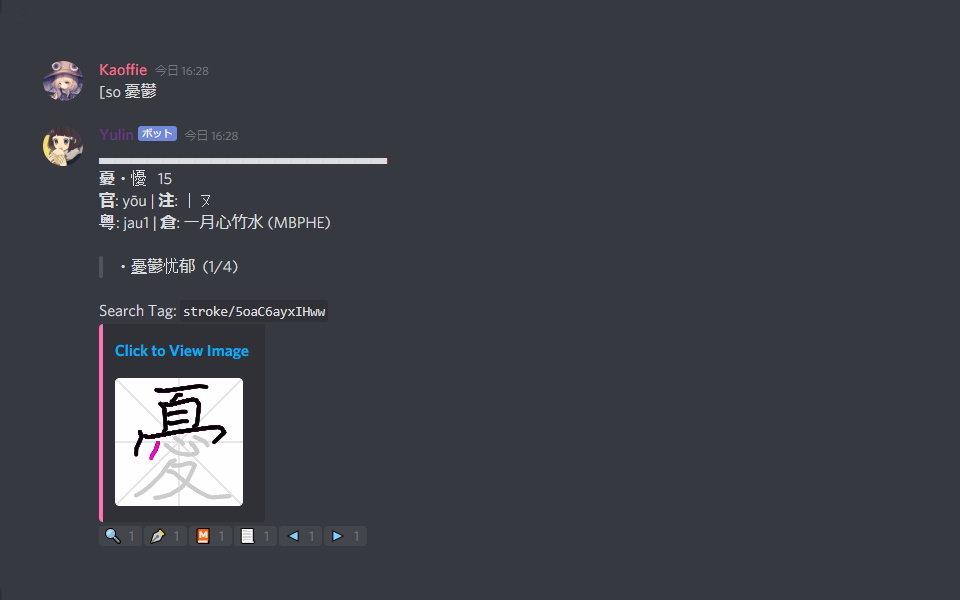 Kaoffie 今日 16:28
[so 憂鬱
Yulin ボット 今日 16:28
憂・懮 15
官: yōu | 注: ㄧㄡ
粵: jau1 | 倉: 一月心竹水 (MBPHE)
・憂鬱忧郁 (1/4)
Search Tag: stroke/5oaC6ayxIHww
Click to View Image
憂
1 1 M 1 1 1 1